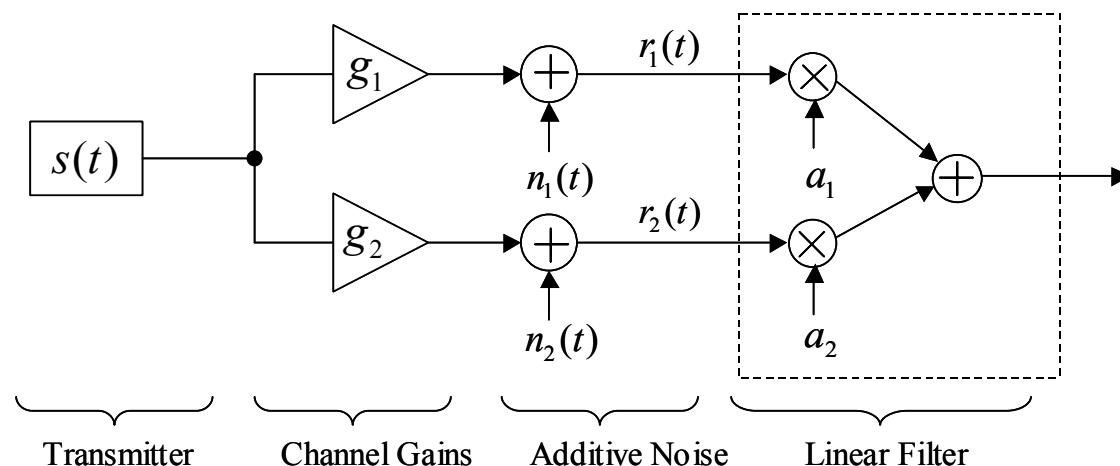 g₁
r₁(t)
s(t)
n₁(t)
a₁
g₂
r₂(t)
n₂(t)
a₂
Transmitter Channel Gains Additive Noise Linear Filter